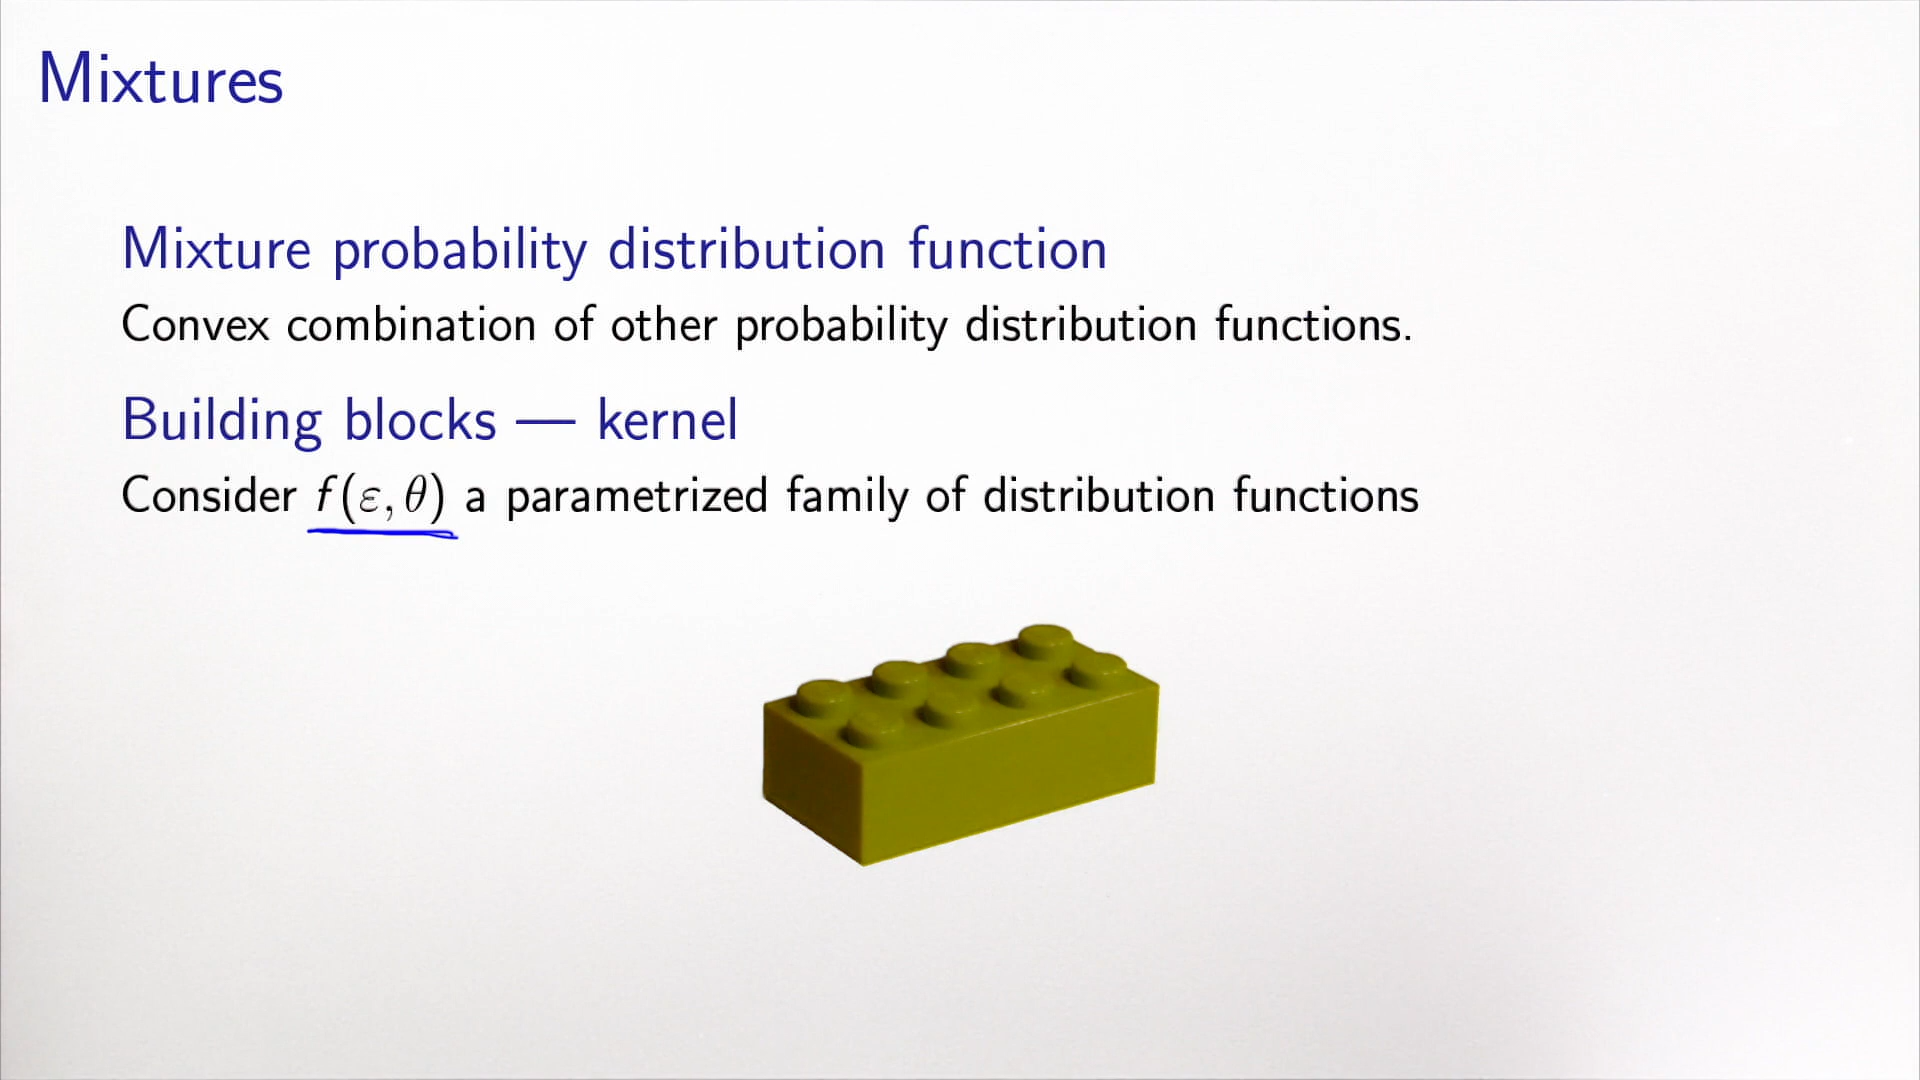 Mixtures
Mixture probability distribution function
Convex combination of other probability distribution functions.
Building blocks — kernel
Consider f(ε, θ) a parametrized family of distribution functions